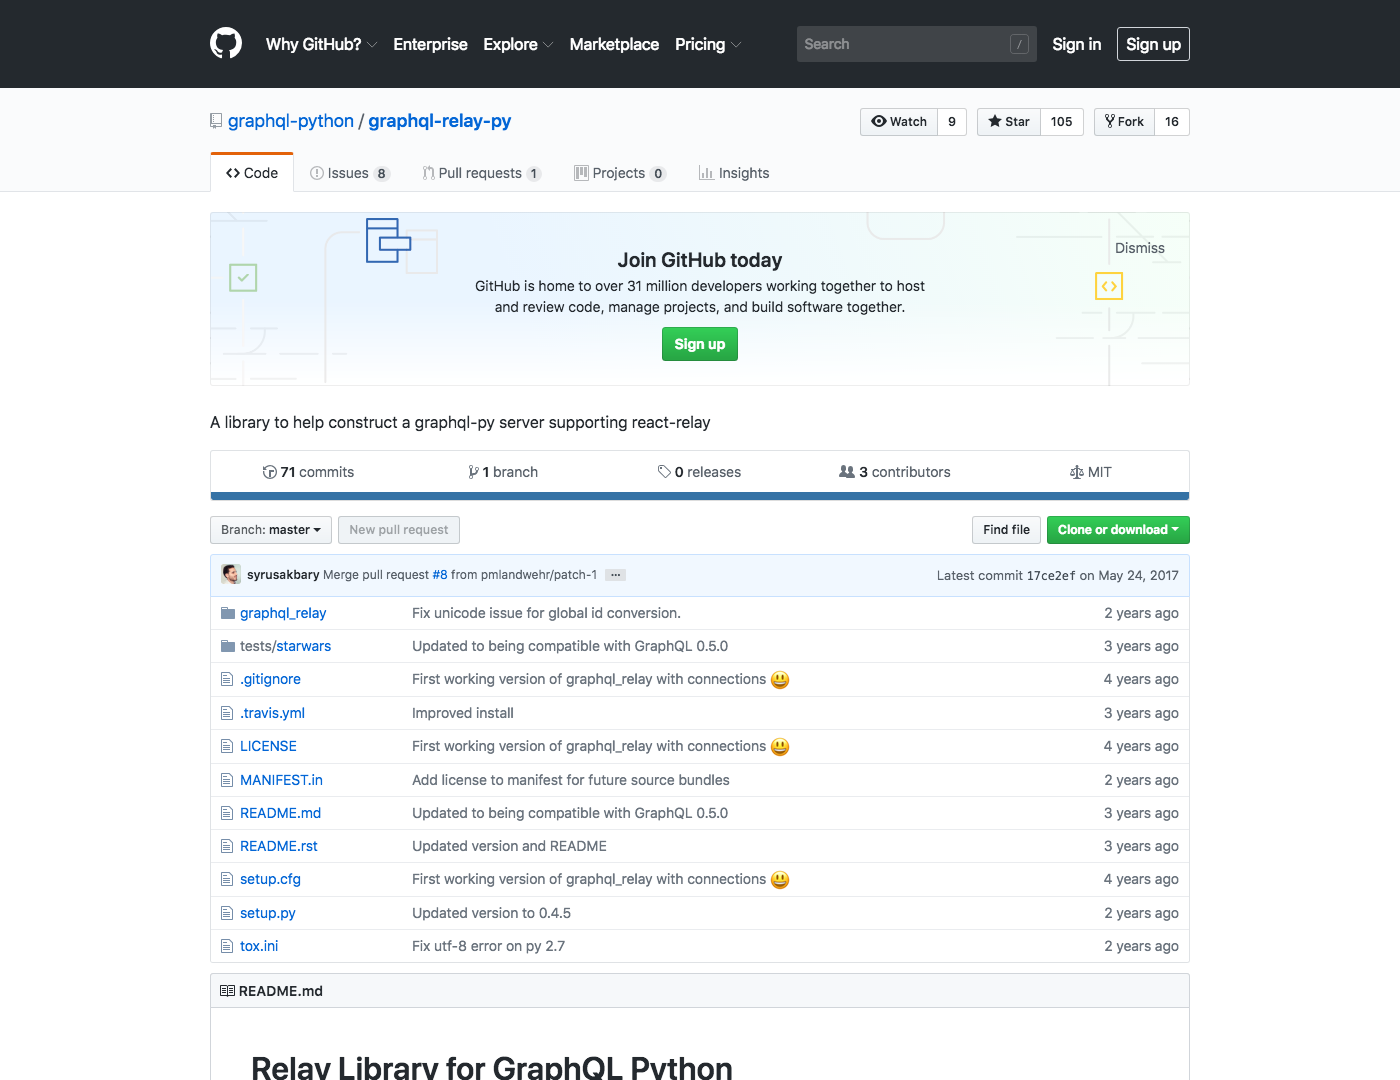 Why GitHub? Enterprise Explore Marketplace Pricing Search / Sign in Sign up
graphql-python / graphql-relay-py Watch 9 Star 105 Fork 16
Code Issues 8 Pull requests 1 Projects 0 Insights
Dismiss
Join GitHub today
GitHub is home to over 31 million developers working together to host
and review code, manage projects, and build software together.
Sign up
A library to help construct a graphql-py server supporting react-relay
71 commits 1 branch 0 releases 3 contributors MIT
Branch: master New pull request Find file Clone or download
syrusakbary Merge pull request #8 from pmlandwehr/patch-1 … Latest commit 17ce2ef on May 24, 2017
graphql_relay Fix unicode issue for global id conversion. 2 years ago
tests/starwars Updated to being compatible with GraphQL 0.5.0 3 years ago
.gitignore First working version of graphql_relay with connections 😃 4 years ago
.travis.yml Improved install 3 years ago
LICENSE First working version of graphql_relay with connections 😃 4 years ago
MANIFEST.in Add license to manifest for future source bundles 2 years ago
README.md Updated to being compatible with GraphQL 0.5.0 3 years ago
README.rst Updated version and README 3 years ago
setup.cfg First working version of graphql_relay with connections 😃 4 years ago
setup.py Updated version to 0.4.5 2 years ago
tox.ini Fix utf-8 error on py 2.7 2 years ago
README.md
Relay Library for GraphQL Python